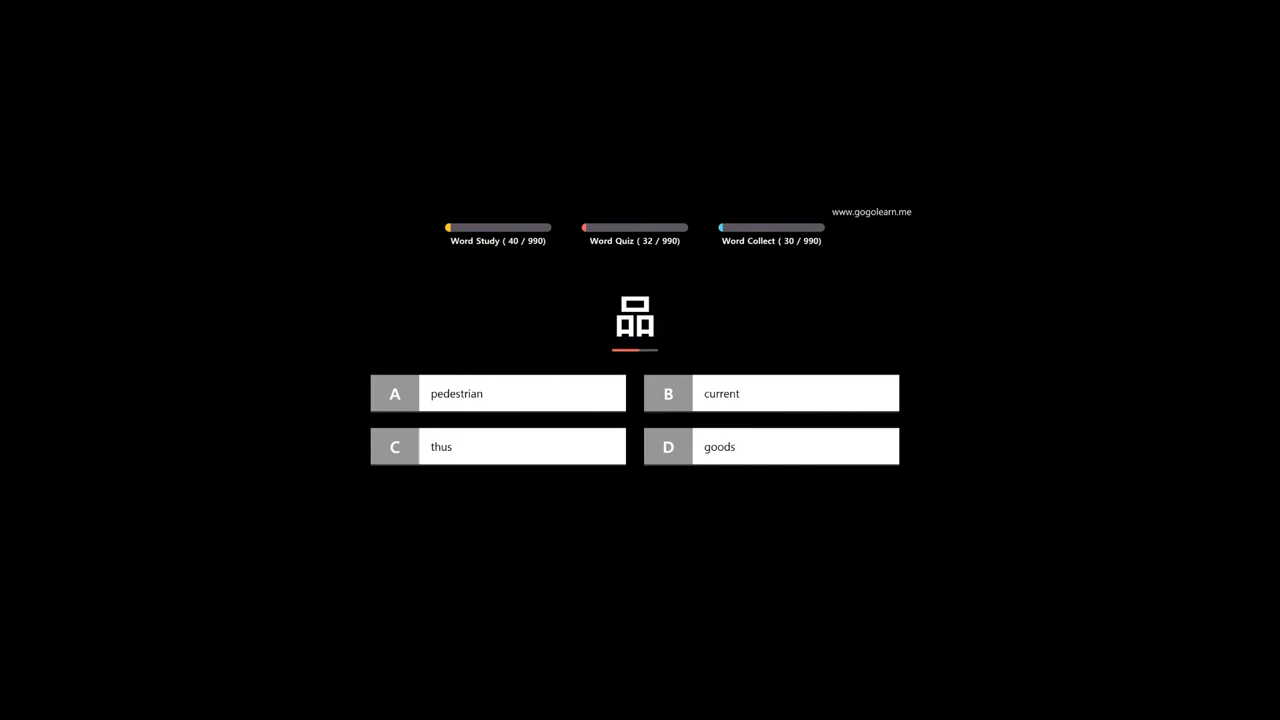 www.gogolearn.me
Word Study ( 40 / 990)
Word Quiz ( 32 / 990)
Word Collect ( 30 / 990)
品
A pedestrian
B current
C thus
D goods